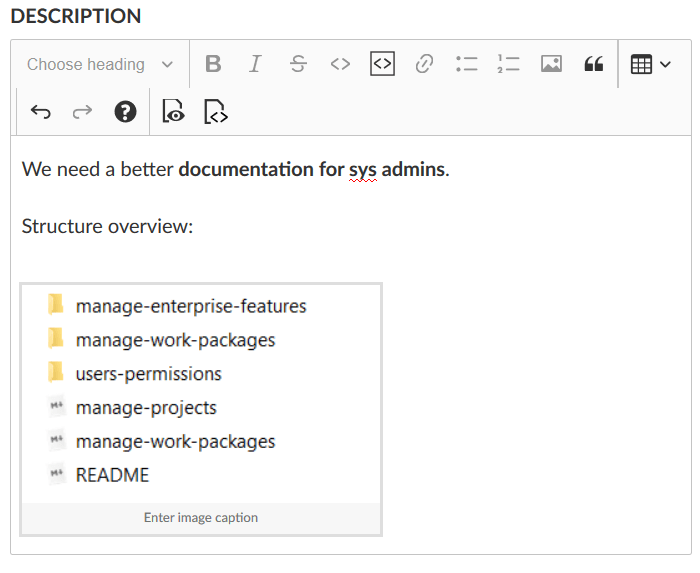 DESCRIPTION
Choose heading
We need a better documentation for sys admins.
Structure overview:
manage-enterprise-features
manage-work-packages
users-permissions
manage-projects
manage-work-packages
README
Enter image caption